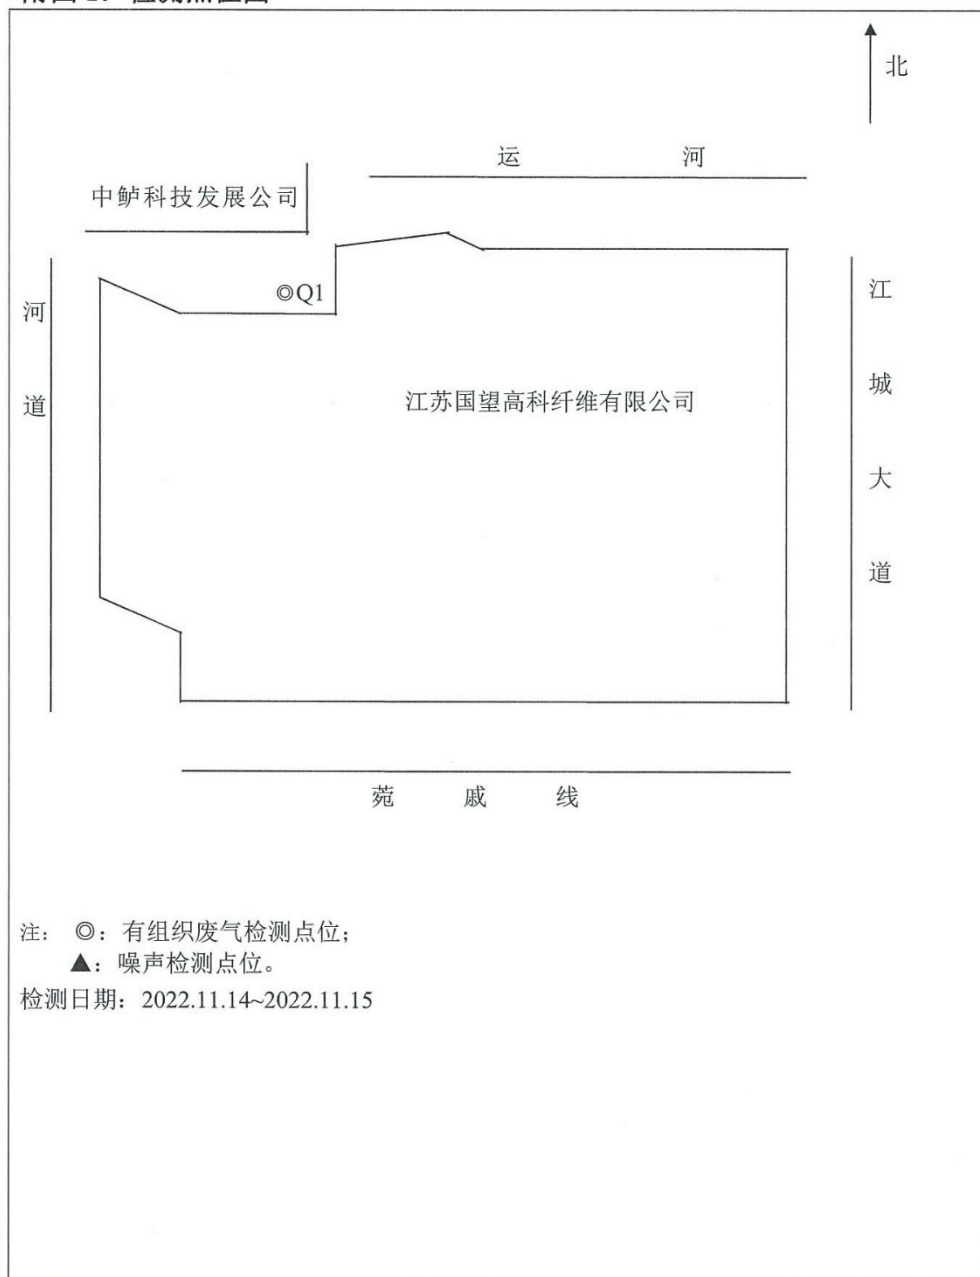 北
运 河
中鲈科技发展公司
◎Q1
河道
江苏国望高科纤维有限公司
江城大道
菀 戚 线
注: ◎:有组织废气检测点位;
▲:噪声检测点位。
检测日期:2022.11.14~2022.11.15